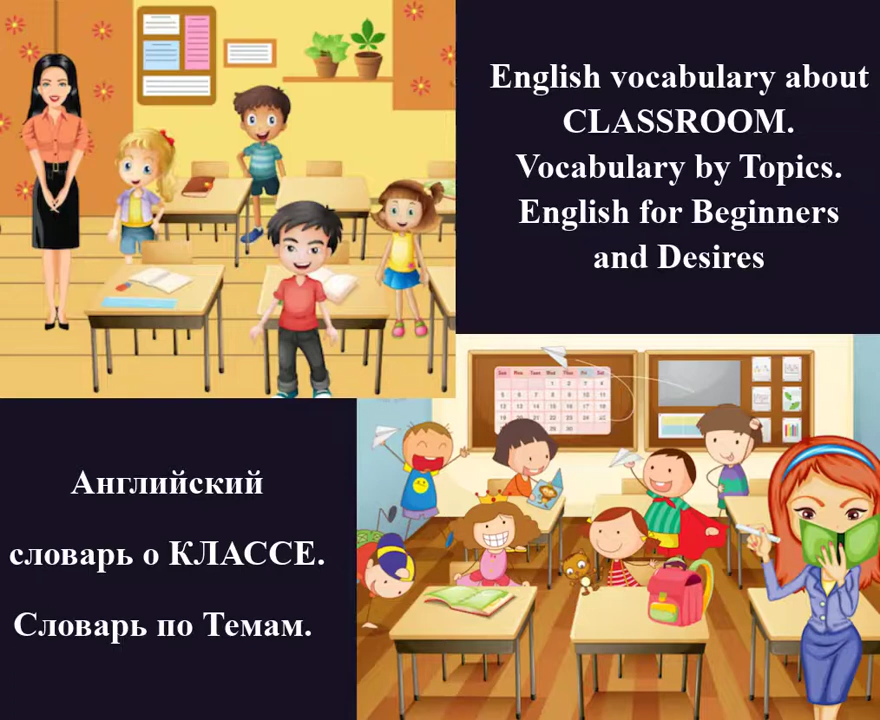 English vocabulary about
CLASSROOM.
Vocabulary by Topics.
English for Beginners
and Desires
Английский
словарь о КЛАССЕ.
Словарь по Темам.